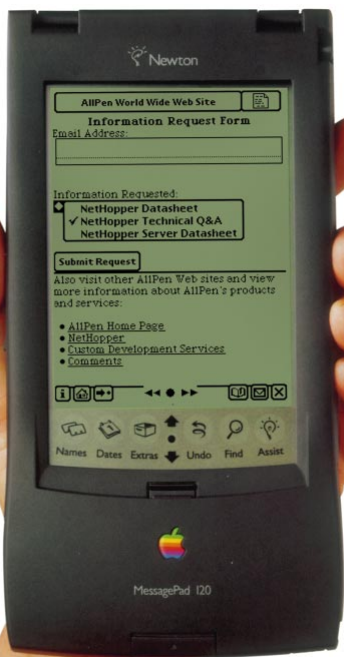 Newton
AllPen World Wide Web Site
Information Request Form
Email Address:
Information Requested:
NetHopper Datasheet
✓NetHopper Technical Q&A
NetHopper Server Datasheet
Submit Request
Also visit other AllPen Web sites and view
more information about AllPen's products
and services:
• AllPen Home Page
• NetHopper
• Custom Development Services
• Comments
Names Dates Extras Undo Find Assist
MessagePad 120